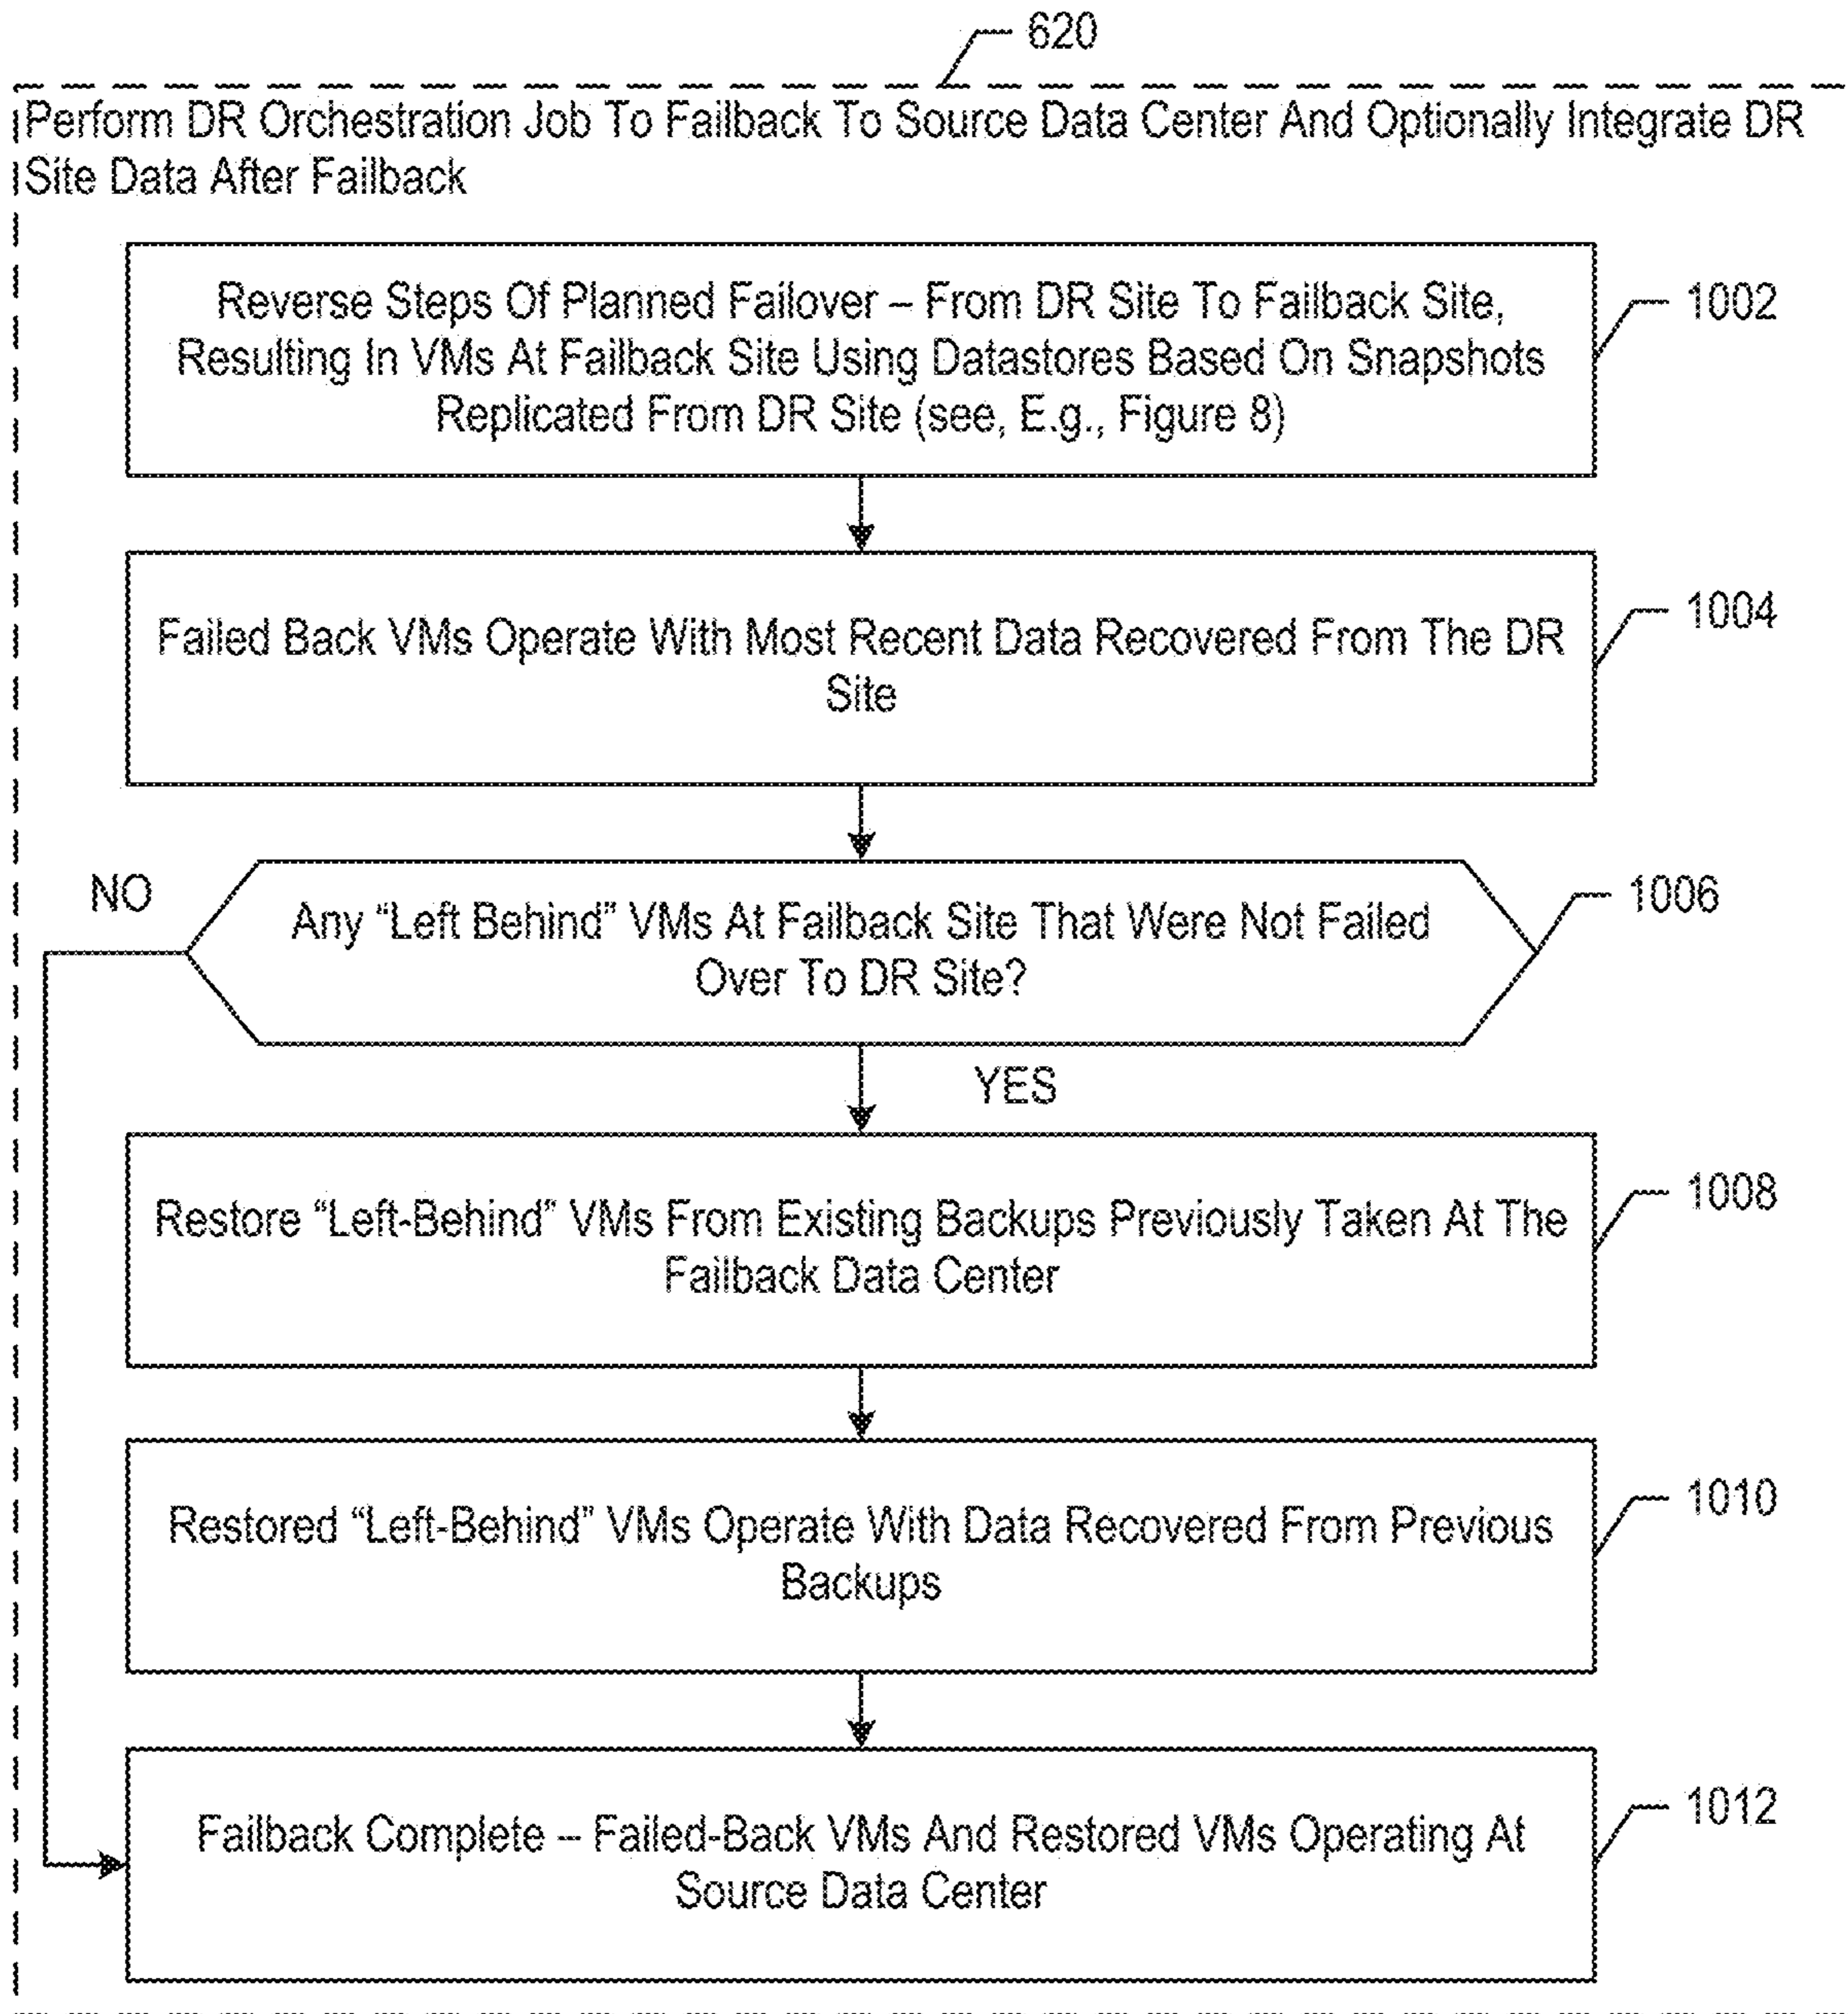 620
Perform DR Orchestration Job To Failback To Source Data Center And Optionally Integrate DR
Site Data After Failback
Reverse Steps Of Planned Failover – From DR Site To Failback Site,
Resulting In VMs At Failback Site Using Datastores Based On Snapshots
Replicated From DR Site (see, E.g., Figure 8)
1002
Failed Back VMs Operate With Most Recent Data Recovered From The DR
Site
1004
NO
Any “Left Behind” VMs At Failback Site That Were Not Failed
Over To DR Site?
1006
YES
Restore “Left-Behind” VMs From Existing Backups Previously Taken At The
Failback Data Center
1008
Restored “Left-Behind” VMs Operate With Data Recovered From Previous
Backups
1010
Failback Complete – Failed-Back VMs And Restored VMs Operating At
Source Data Center
1012